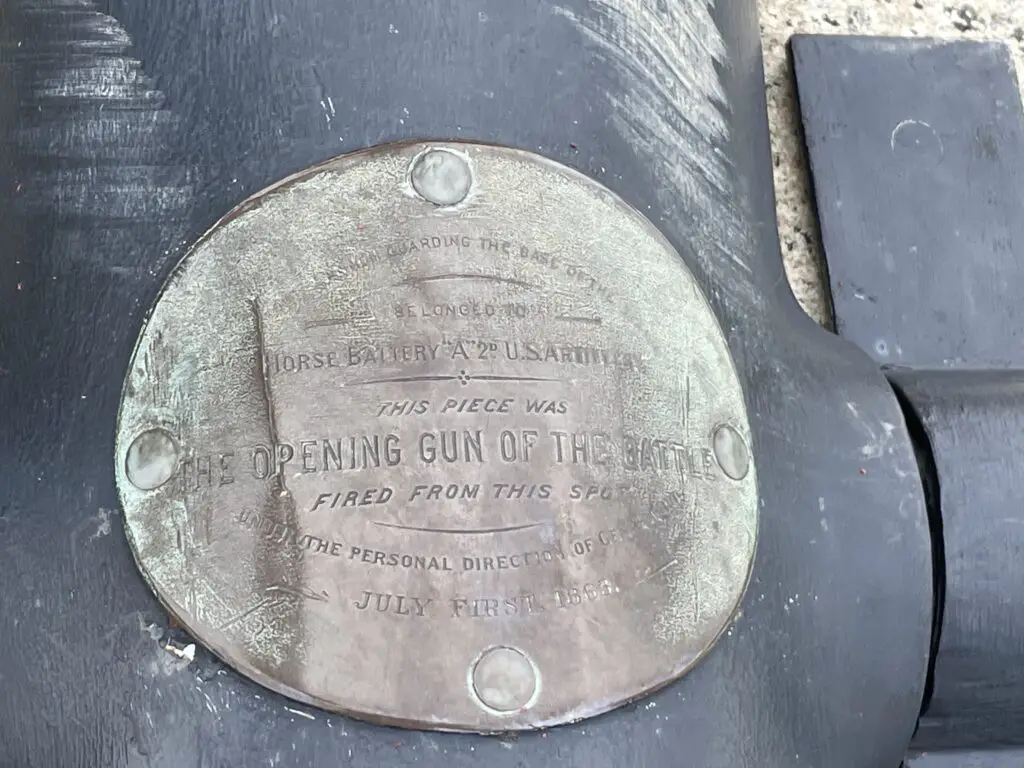 GUARDING THE BASE OF THE
BELONGED TO
HORSE BATTERY "A" 2D U.S. ARTILLERY
THIS PIECE WAS
THE OPENING GUN OF THE BATTLE
FIRED FROM THIS SPOT
UNDER THE PERSONAL DIRECTION OF
JULY FIRST, 1863.